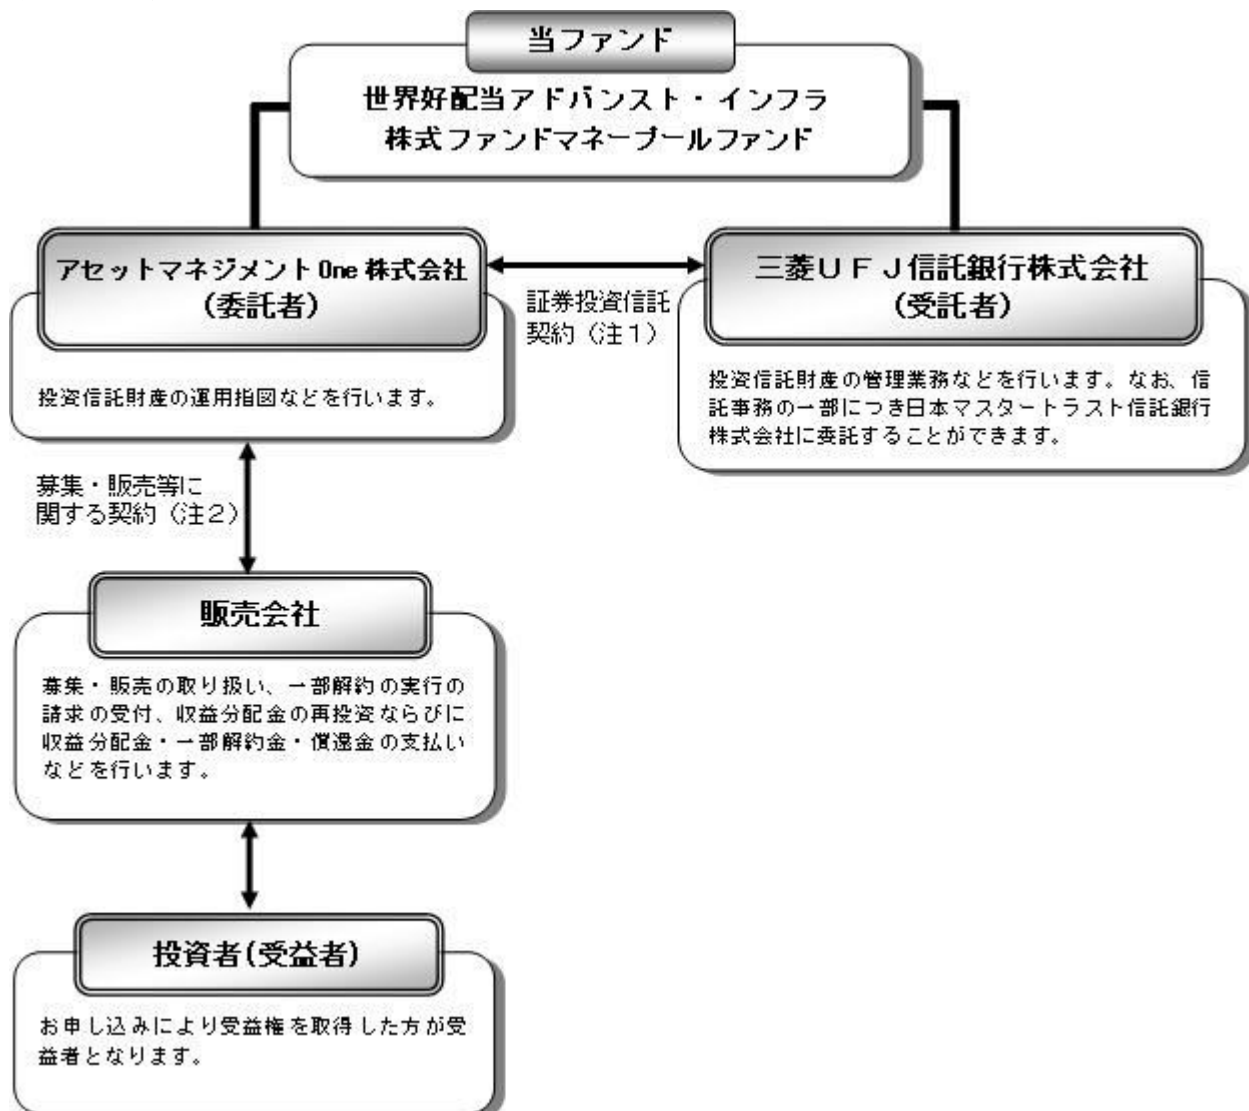 当ファンド
世界好配当アドバンスト・インフラ
株式ファンドマネープールファンド
アセットマネジメントOne株式会社
(委託者)
投資信託財産の運用指図などを行います。
証券投資信託
契約（注１）
三菱ＵＦＪ信託銀行株式会社
(受託者)
投資信託財産の管理業務などを行います。なお、信
託事務の一部につき日本マスタートラスト信託銀行
株式会社に委託することができます。
募集・販売等に
関する契約（注２）
販売会社
募集・販売の取り扱い、一部解約の実行の
請求の受付、収益分配金の再投資ならびに
収益分配金・一部解約金・償還金の支払い
などを行います。
投資者(受益者)
お申し込みにより受益権を取得した方が受
益者となります。